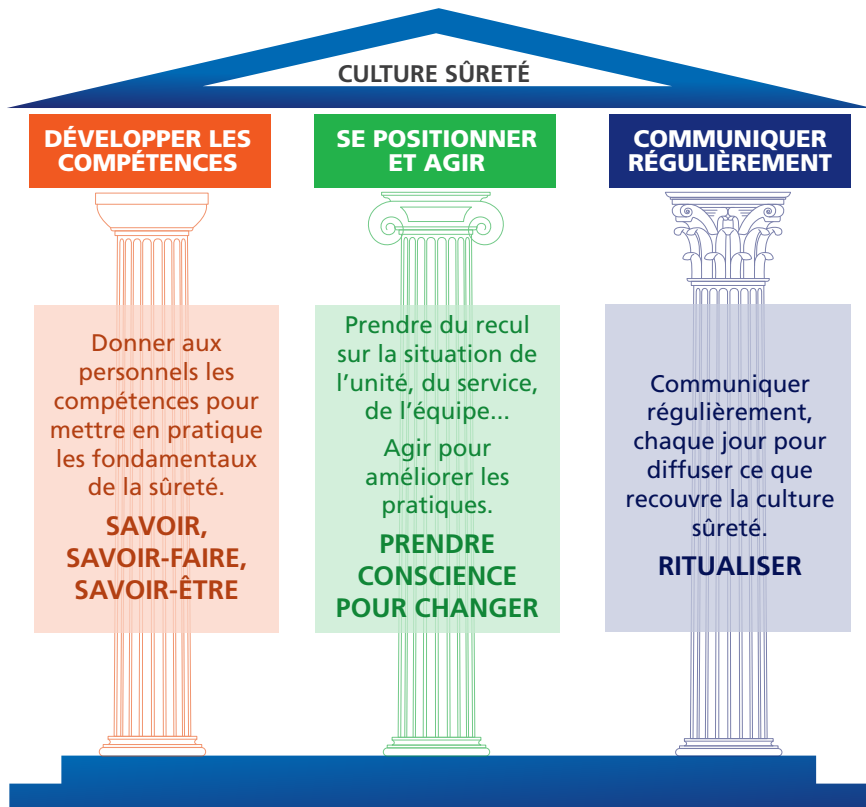 CULTURE SÛRETÉ
DÉVELOPPER LES
COMPÉTENCES
Donner aux
personnels les
compétences pour
mettre en pratique
les fondamentaux
de la sûreté.
SAVOIR,
SAVOIR-FAIRE,
SAVOIR-ÊTRE
SE POSITIONNER
ET AGIR
Prendre du recul
sur la situation de
l’unité, du service,
de l’équipe...
Agir pour
améliorer les
pratiques.
PRENDRE
CONSCIENCE
POUR CHANGER
COMMUNIQUER
RÉGULIÈREMENT
Communiquer
régulièrement,
chaque jour pour
diffuser ce que
recouvre la culture
sûreté.
RITUALISER